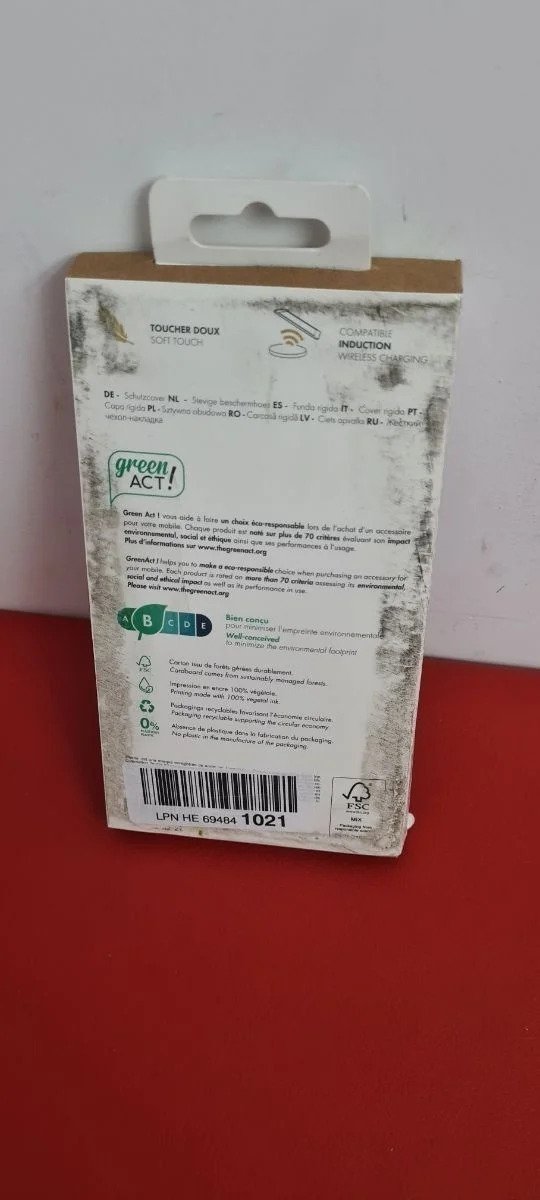 TOUCHER DOUX
SOFT TOUCH
COMPATIBLE
INDUCTION
WIRELESS CHARGING
DE - Schutzcover NL - Stevige beschermhoes ES - Funda rigida IT - Cover rigida PT -
Capa rigida PL - Sztywna obudowa RO - Carcasă rigidă LV - Ciets apvalks RU - Жёсткий
чехол-накладка
green
ACT!
Green Act ! vous aide à faire un choix éco-responsable lors de l'achat d'un accessoire
pour votre mobile. Chaque produit est noté sur plus de 70 critères évaluant son impact
environnemental, social et éthique ainsi que ses performances à l'usage.
Plus d'informations sur www.thegreenact.org
GreenAct ! helps you to make a eco-responsible choice when purchasing an accessory for
your mobile. Each product is rated on more than 70 criteria assessing its environmental,
social and ethical impact as well as its performance in use.
Please visit www.thegreenact.org
A B C D E
Bien conçu
pour minimiser l'empreinte environnementale
Well-conceived
to minimize the environmental footprint
FSC
Carton issu de forêts gérées durablement.
Cardboard comes from sustainably managed forests.
Impression en encre 100% végétale.
Printing made with 100% vegetal ink.
Packagings recyclables favorisant l'économie circulaire.
Packaging recyclable supporting the circular economy.
0%
Absence de plastique dans la fabrication du packaging.
No plastic in the manufacture of the packaging.
LPN HE 69484 1021
FSC
MIX
Packaging from
responsible sources